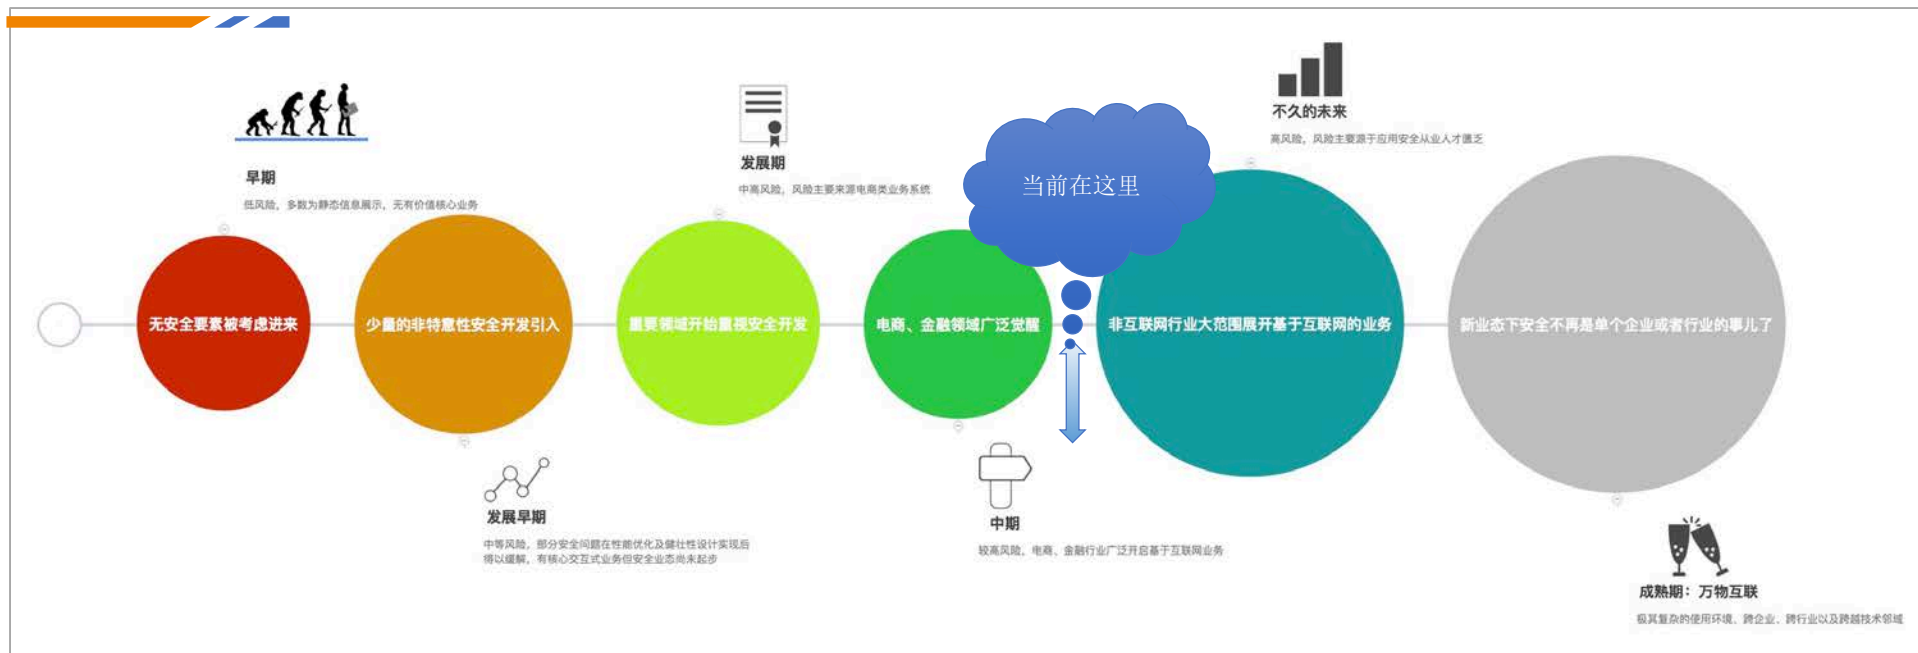 早期
低风险，多数为静态信息展示，无有价值核心业务
无安全要素被考虑进来
少量的非特意性安全开发引入
发展早期
中等风险，部分安全问题在性能优化及健壮性设计实现后
得以缓解，有核心交互式业务但安全业态尚未起步
发展期
中高风险，风险主要来源电商类业务系统
重要领域开始重视安全开发
电商、金融领域广泛觉醒
中期
较高风险，电商、金融行业广泛开启基于互联网业务
当前在这里
不久的未来
高风险，风险主要源于应用安全从业人才匮乏
非互联网行业大范围展开基于互联网的业务
新业态下安全不再是单个企业或者行业的事儿了
成熟期：万物互联
极其复杂的使用环境、跨企业、跨行业以及跨越技术领域